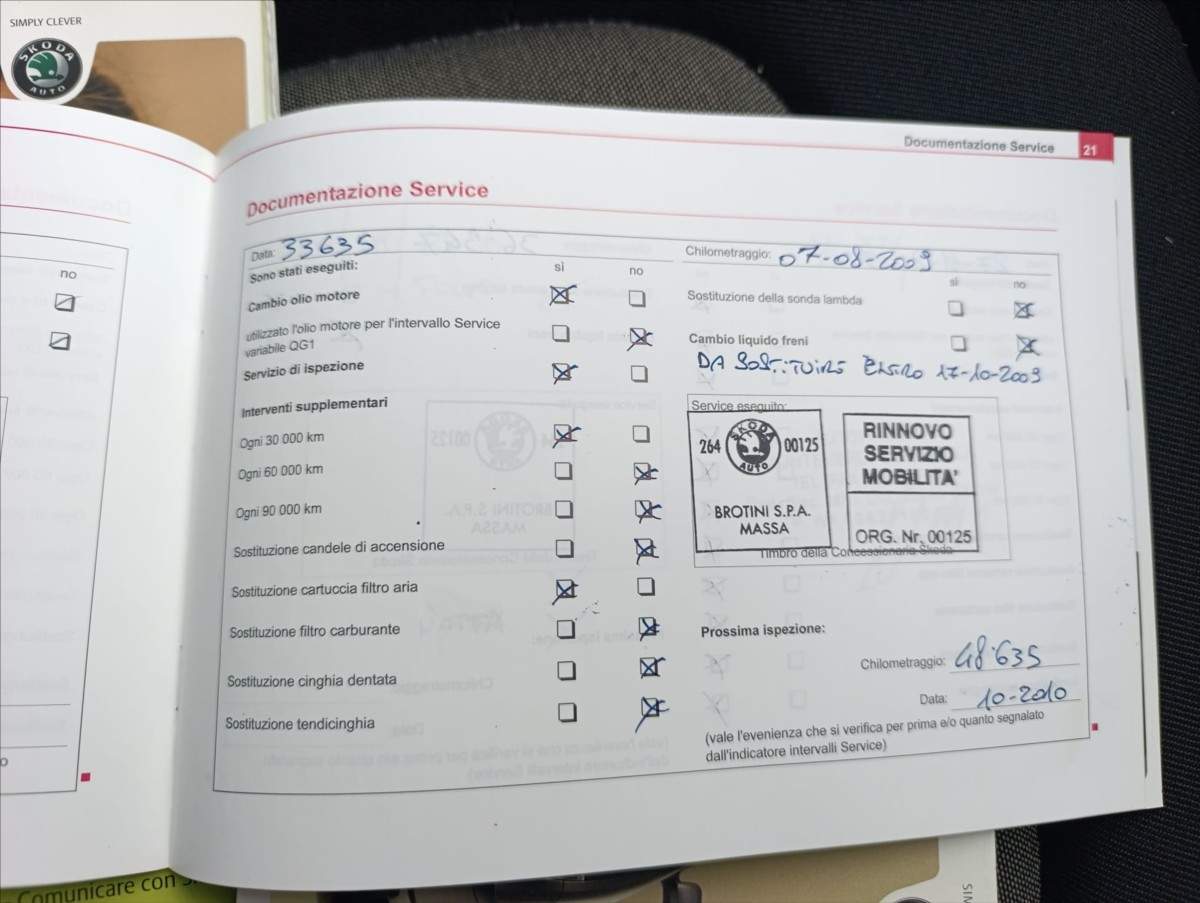 SIMPLY CLEVER
SKODA
AUTO
Documentazione Service 21
no
Documentazione Service
Data: 33635
Chilometraggio: 07-08-2009
Sono stati eseguiti: sì no
sì no
Cambio olio motore
Sostituzione della sonda lambda
utilizzato l'olio motore per l'intervallo Service
variabile QG1
Cambio liquido freni
DA SOSTITUIRE ENTRO 17-10-2009
Servizio di ispezione
Interventi supplementari
Service eseguito:
Ogni 30 000 km
264 SKODA AUTO 00125
BROTINI S.P.A.
MASSA
RINNOVO
SERVIZIO
MOBILITA'
ORG. Nr. 00125
Timbro della Concessionaria Skoda
Ogni 60 000 km
Ogni 90 000 km
Sostituzione candele di accensione
Sostituzione cartuccia filtro aria
Sostituzione filtro carburante
Sostituzione cinghia dentata
Sostituzione tendicinghia
Prossima ispezione:
Chilometraggio: 48.635
Data: 10-2010
(vale l'evenienza che si verifica per prima e/o quanto segnalato
dall'indicatore intervalli Service)
Comunicare con